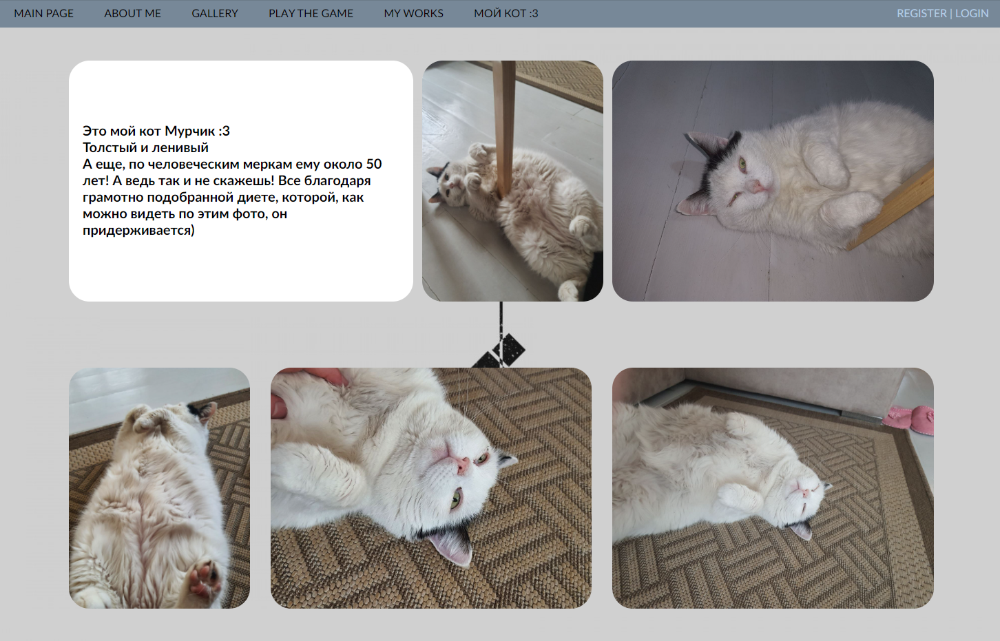 MAIN PAGE ABOUT ME GALLERY PLAY THE GAME MY WORKS МОЙ КОТ :3 REGISTER | LOGIN
Это мой кот Мурчик :3
Толстый и ленивый
А еще, по человеческим меркам ему около 50
лет! А ведь так и не скажешь! Все благодаря
грамотно подобранной диете, которой, как
можно видеть по этим фото, он
придерживается)